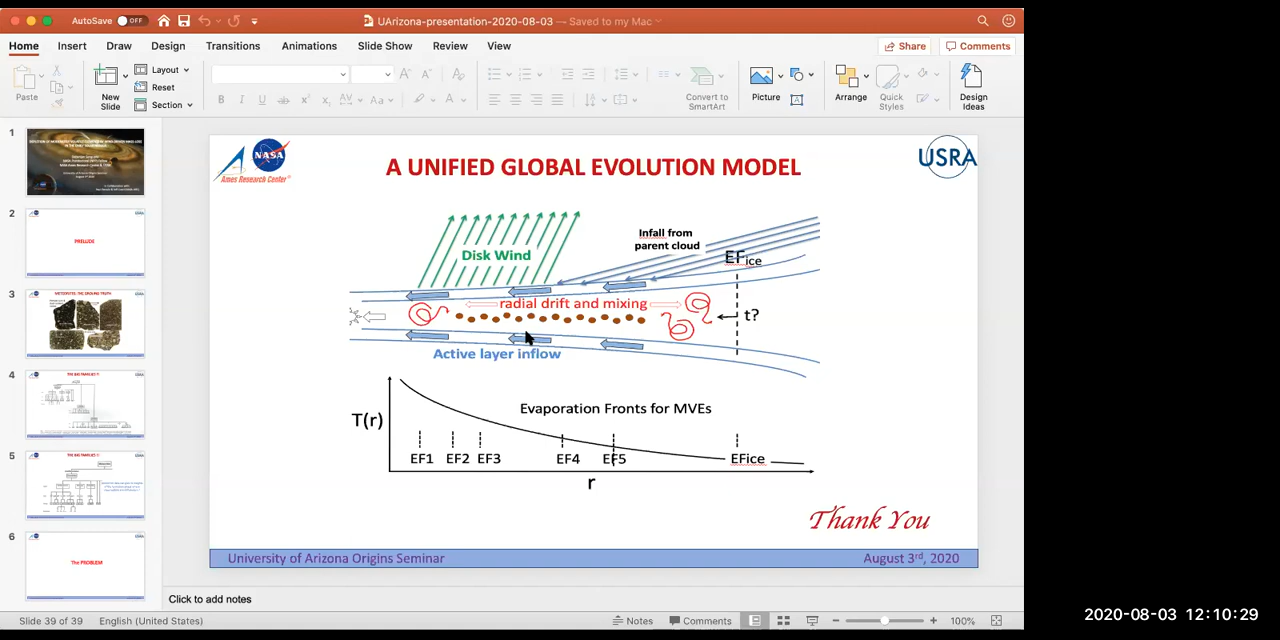 AutoSave OFF
UArizona-presentation-2020-08-03 — Saved to my Mac
Home Insert Draw Design Transitions Animations Slide Show Review View
Share Comments
Paste
New Slide
Layout
Reset
Section
Convert to SmartArt
Picture
Arrange
Quick Styles
Design Ideas
1
2
PRELUDE
3
4
5
6
The PROBLEM
NASA
Ames Research Center
A UNIFIED GLOBAL EVOLUTION MODEL
USRA
Disk Wind
Infall from
parent cloud
EFice
radial drift and mixing
t?
Active layer inflow
T(r)
Evaporation Fronts for MVEs
EF1 EF2 EF3 EF4 EF5 EFice
r
Thank You
University of Arizona Origins Seminar
August 3rd, 2020
Click to add notes
Slide 39 of 39 English (United States) Notes Comments 100%
2020-08-03 12:10:29